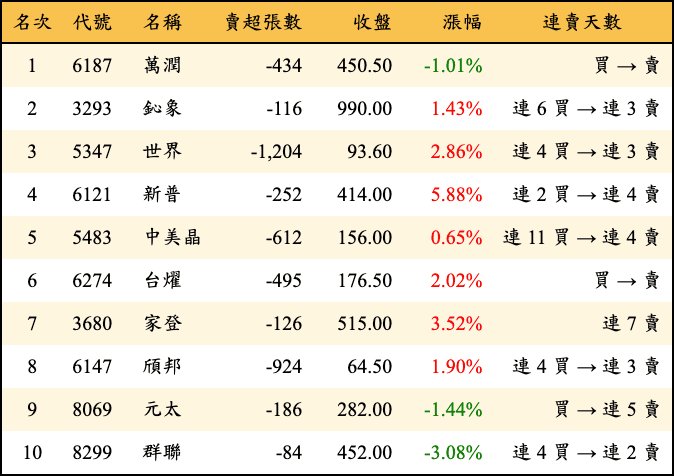 名次 代號 名稱 賣超張數 收盤 漲幅 連賣天數
1 6187 萬潤 -434 450.50 -1.01% 買 → 賣
2 3293 鈊象 -116 990.00 1.43% 連 6 買 → 連 3 賣
3 5347 世界 -1,204 93.60 2.86% 連 4 買 → 連 3 賣
4 6121 新普 -252 414.00 5.88% 連 2 買 → 連 4 賣
5 5483 中美晶 -612 156.00 0.65% 連 11 買 → 連 4 賣
6 6274 台燿 -495 176.50 2.02% 買 → 賣
7 3680 家登 -126 515.00 3.52% 連 7 賣
8 6147 頎邦 -924 64.50 1.90% 連 4 買 → 連 3 賣
9 8069 元太 -186 282.00 -1.44% 買 → 連 5 賣
10 8299 群聯 -84 452.00 -3.08% 連 4 買 → 連 2 賣